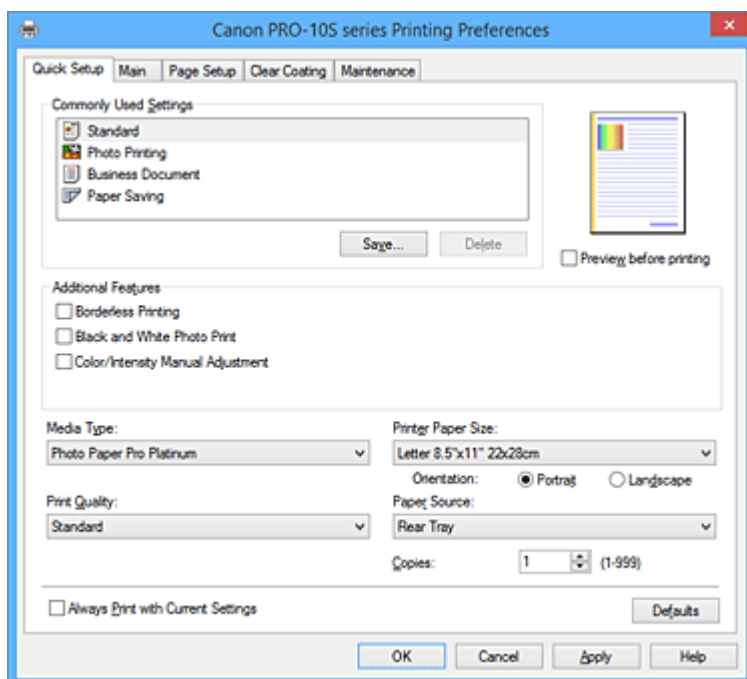 Canon PRO-10S series Printing Preferences
Quick Setup Main Page Setup Clear Coating Maintenance
Commonly Used Settings
Standard
Photo Printing
Business Document
Paper Saving
Save... Delete
Preview before printing
Additional Features
Borderless Printing
Black and White Photo Print
Color/Intensity Manual Adjustment
Media Type:
Photo Paper Pro Platinum
Printer Paper Size:
Letter 8.5"x11" 22x28cm
Orientation: Portrait Landscape
Print Quality:
Standard
Paper Source:
Rear Tray
Copies: 1 (1-999)
Always Print with Current Settings
Defaults
OK Cancel Apply Help